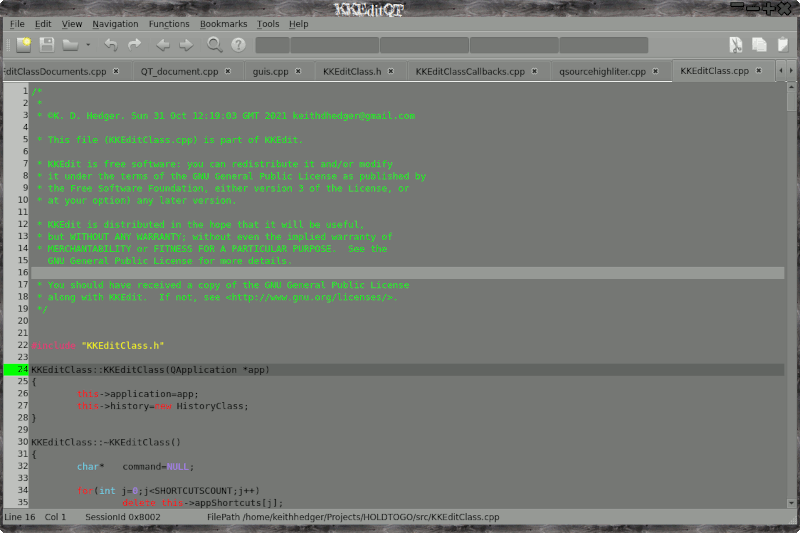 KKEditQT
File Edit View Navigation Functions Bookmarks Tools Help
EditClassDocuments.cpp × QT_document.cpp × guis.cpp × KKEditClass.h × KKEditClassCallbacks.cpp × qsourcehighliter.cpp × KKEditClass.cpp ×
1 /*
2 *
3 * ©K. D. Hedger. Sun 31 Oct 12:19:03 GMT 2021 keithdhedger@gmail.com
4
5 * This file (KKEditClass.cpp) is part of KKEdit.
6
7 * KKEdit is free software: you can redistribute it and/or modify
8 * it under the terms of the GNU General Public License as published by
9 * the Free Software Foundation, either version 3 of the License, or
10 * at your option) any later version.
11
12 * KKEdit is distributed in the hope that it will be useful,
13 * but WITHOUT ANY WARRANTY; without even the implied warranty of
14 * MERCHANTABILITY or FITNESS FOR A PARTICULAR PURPOSE.  See the
15 GNU General Public License for more details.
16
17 * You should have received a copy of the GNU General Public License
18 * along with KKEdit.  If not, see <http://www.gnu.org/licenses/>.
19 */
20
21
22 #include "KKEditClass.h"
23
24 KKEditClass::KKEditClass(QApplication *app)
25 {
26 this->application=app;
27 this->history=new HistoryClass;
28 }
29
30 KKEditClass::~KKEditClass()
31 {
32 char*   command=NULL;
33
34 for(int j=0;j<SHORTCUTSCOUNT;j++)
35 delete this->appShortcuts[j];
Line 16 Col 1 SessionId 0x8002 FilePath /home/keithhedger/Projects/HOLDTOGO/src/KKEditClass.cpp